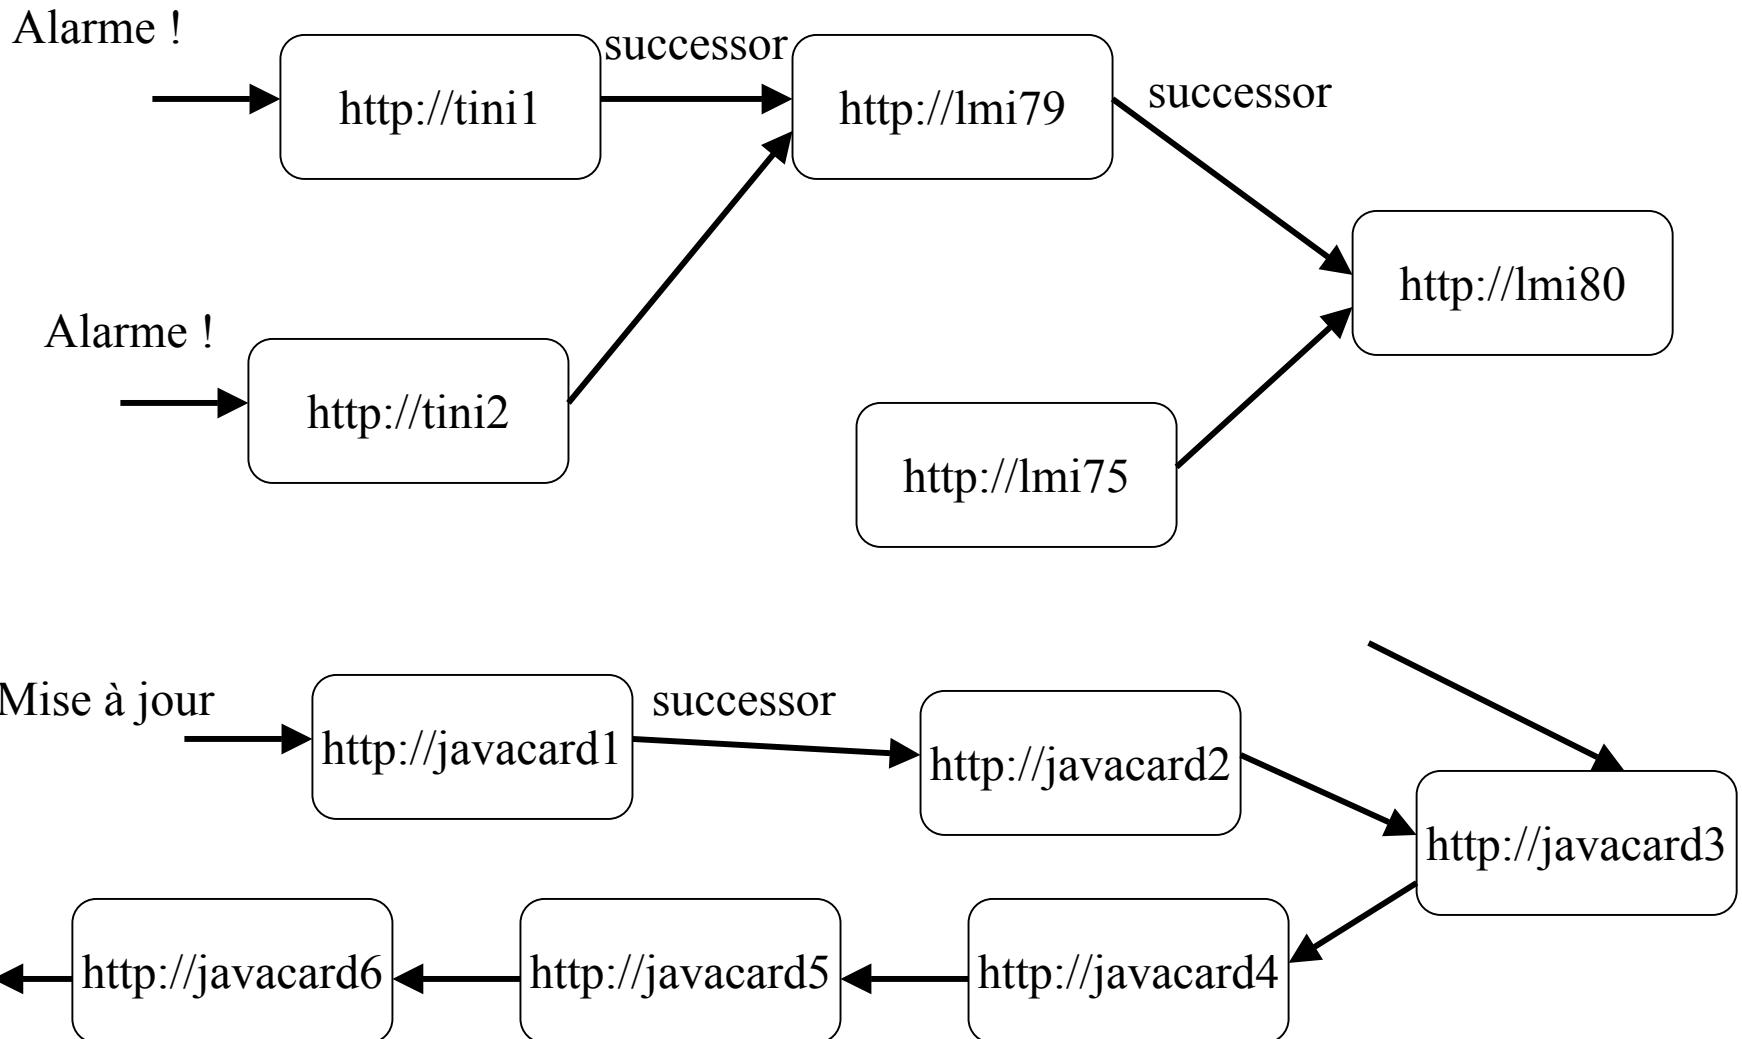 Alarme !
successor
http://tini1
http://lmi79
successor
http://lmi80
Alarme !
http://tini2
http://lmi75
Mise à jour
successor
http://javacard1
http://javacard2
http://javacard3
http://javacard6
http://javacard5
http://javacard4